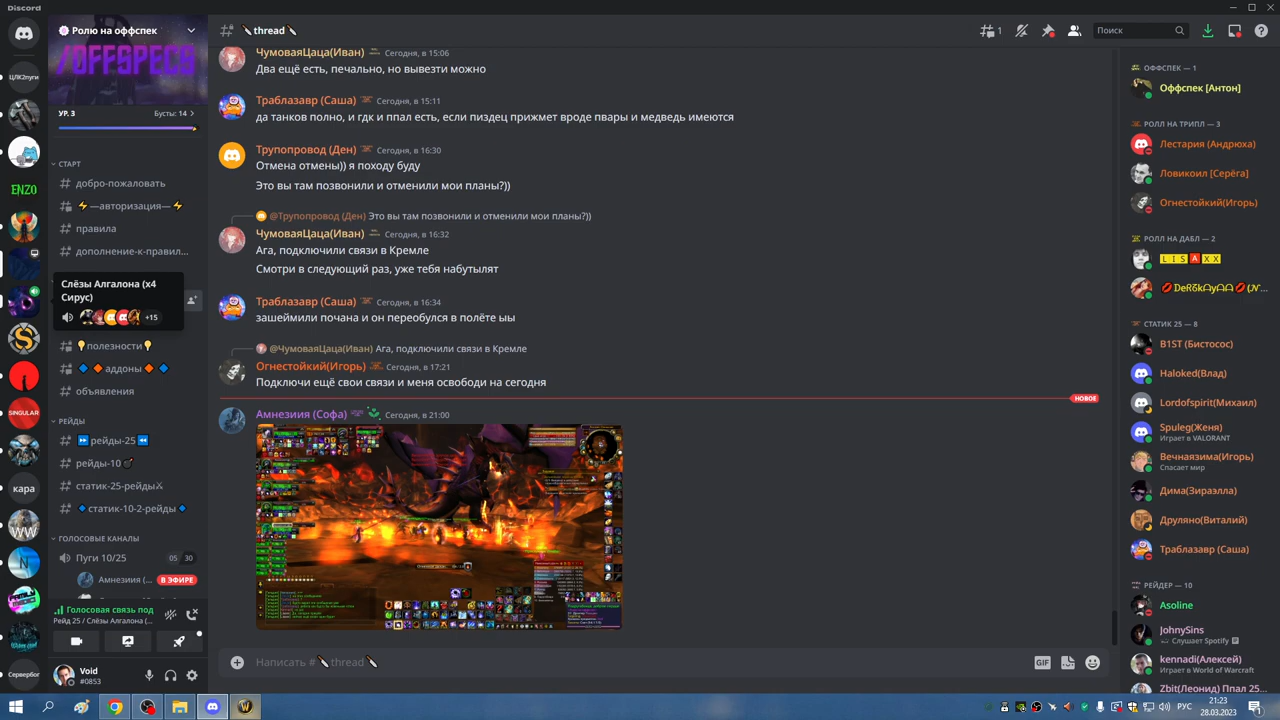 Discord
Ролю на оффспек
/OFFSPECS
УР. 3
Бусты: 14
СТАРТ
добро-пожаловать
—авторизация—
правила
дополнение-к-правил...
Слёзы Алгалона (x4
Сирус)
+15
полезности
аддоны
объявления
РЕЙДЫ
рейды-25
рейды-10
статик-25-рейды
статик-10-2-рейды
ГОЛОСОВЫЕ КАНАЛЫ
Пуги 10/25
05 30
Амнезиия (...
В ЭФИРЕ
Голосовая связь под
Рейд 25 / Слёзы Алгалона (...
Void
#0853
ЦЛК2пуги
ENZO
SINGULAR
кара
Сервербог
thread
1
Поиск
ЧумоваяЦаца(Иван) Сегодня, в 15:06
Два ещё есть, печально, но вывезти можно
Траблазавр (Саша) Сегодня, в 15:11
да танков полно, и гдк и ппал есть, если пиздец прижмет вроде пвары и медведь имеются
Трупопровод (Ден) Сегодня, в 16:30
Отмена отмены)) я походу буду
Это вы там позвонили и отменили мои планы?))
@Трупопровод (Ден) Это вы там позвонили и отменили мои планы?))
ЧумоваяЦаца(Иван) Сегодня, в 16:32
Ага, подключили связи в Кремле
Смотри в следующий раз, уже тебя набутылят
Траблазавр (Саша) Сегодня, в 16:34
зашеймили почана и он переобулся в полёте ыы
@ЧумоваяЦаца(Иван) Ага, подключили связи в Кремле
Огнестойкий(Игорь) Сегодня, в 17:21
Подключи ещё свои связи и меня освободи на сегодня
НОВОЕ
Амнезиия (Софа) Сегодня, в 21:00
Написать #thread
GIF
ОФФСПЕК — 1
Оффспек [Антон]
РОЛЛ НА ТРИПЛ — 3
Лестария (Андрюха)
Ловикоил [Серёга]
Огнестойкий(Игорь)
РОЛЛ НА ДАБЛ — 2
L I S A X X
СТАТИК 25 — 8
B1ST (Бистосос)
Haloked(Влад)
Lordofspirit(Михаил)
Spuleg(Женя)
Играет в VALORANT
Вечнаязима(Игорь)
Спасает мир
Дима(Зираэлла)
Друляно(Виталий)
Траблазавр (Саша)
РЕЙДЕР — 10
Asoline
JohnySins
Слушает Spotify
kennadi(Алексей)
Играет в World of Warcraft
Zbit(Леонид) Ппал 25...
РУС
21:23
28.03.2023